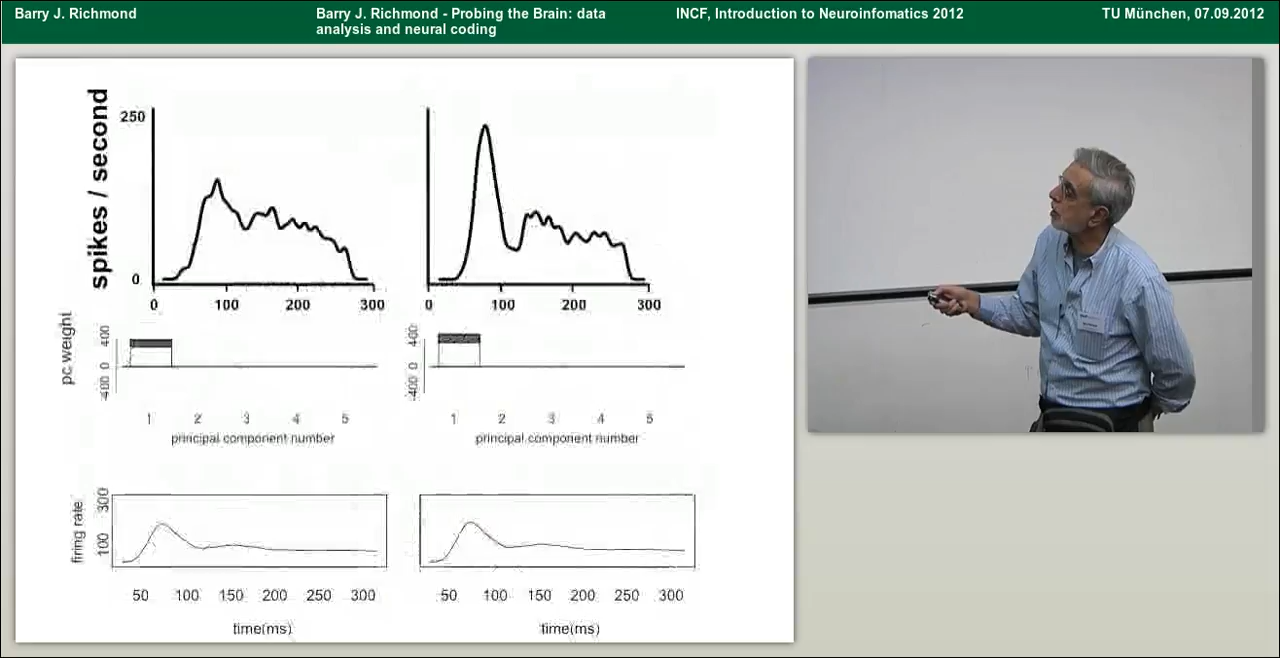 Barry J. Richmond
Barry J. Richmond - Probing the Brain: data
analysis and neural coding
INCF, Introduction to Neuroinfomatics 2012
TU München, 07.09.2012
spikes / second
250
0
0 100 200 300
0 100 200 300
pc weight
400
0
-400
400
0
-400
1 2 3 4 5
1 2 3 4 5
principal component number
principal component number
firing rate
300
100
50 100 150 200 250 300
50 100 150 200 250 300
time(ms)
time(ms)